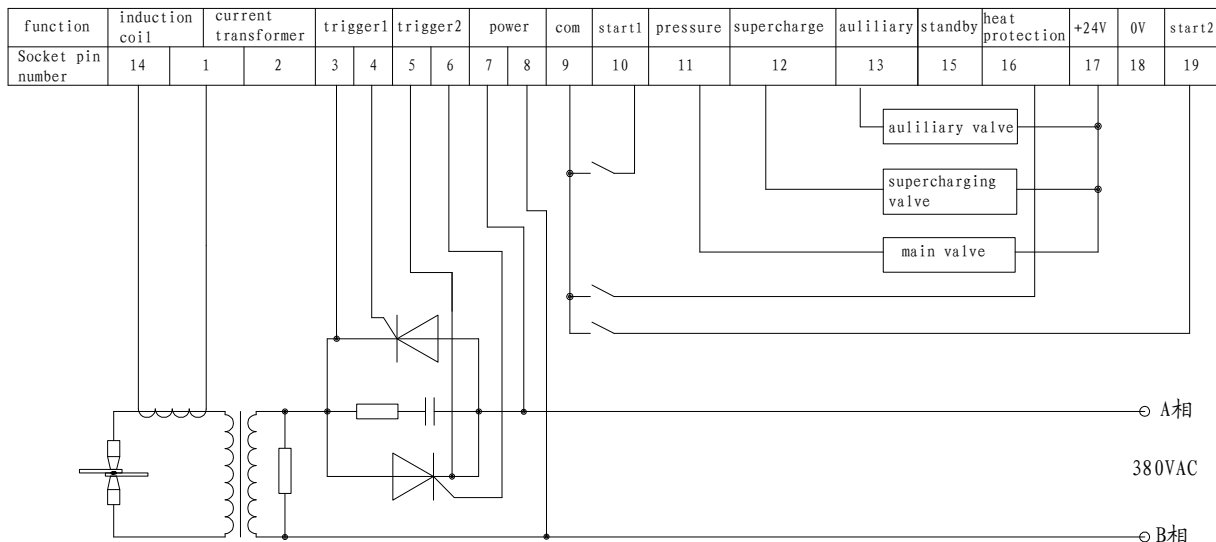 function induction coil current transformer trigger1 trigger2 power com start1 pressure supercharge auliliary standby heat protection +24V 0V start2
Socket pin number 14 1 2 3 4 5 6 7 8 9 10 11 12 13 15 16 17 18 19
auliliary valve
supercharging
valve
main valve
A相
380VAC
B相